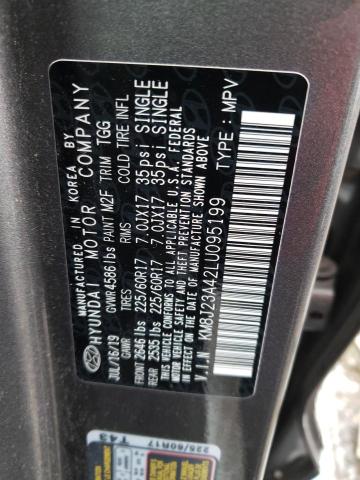 MANUFACTURED IN KOREA BY
HYUNDAI MOTOR COMPANY
JUL/16/19 GVWR 4586 lbs PAINT M2F TRIM TGG
GAWR TIRES RIMS COLD TIRE INFL
FRONT 2646 lbs 225/60R17 7.0JX17 35psi SINGLE
REAR 2535 lbs 225/60R17 7.0JX17 35psi SINGLE
THIS VEHICLE CONFORMS TO ALL APPLICABLE U.S.A. FEDERAL
MOTOR VEHICLE SAFETY, BUMPER, AND THEFT PREVENTION STANDARDS
IN EFFECT ON THE DATE OF MANUFACTURE SHOWN ABOVE
V.I.N : KM8J23A42LU095199 TYPE : MPV
T43
225/60R17